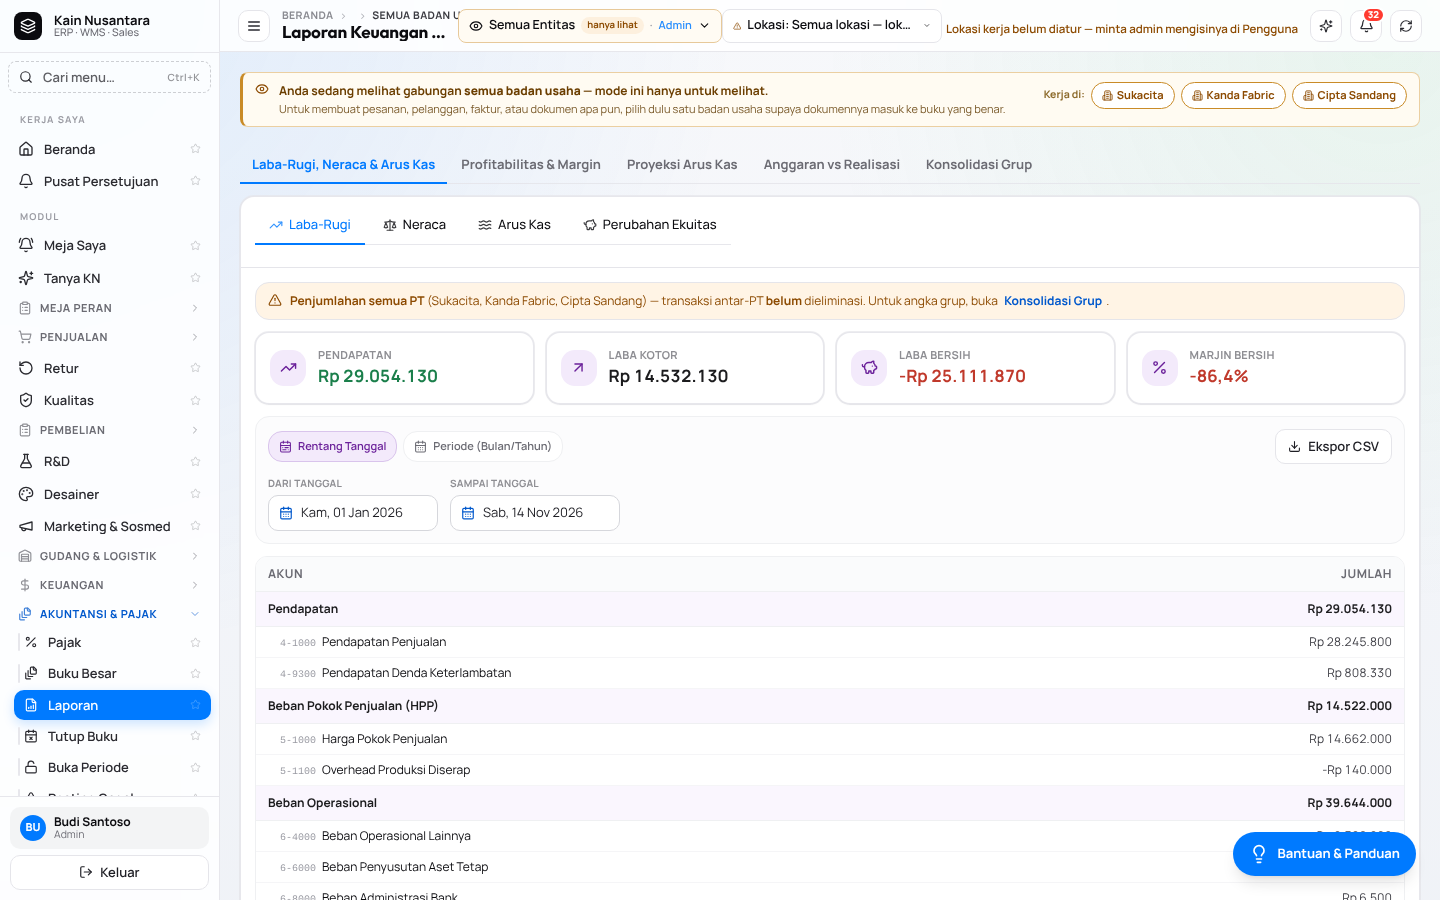 Kain Nusantara
ERP · WMS · Sales
Cari menu... Ctrl+K
KERJA SAYA
Beranda
Pusat Persetujuan
MODUL
Meja Saya
Tanya KN
MEJA PERAN
PENJUALAN
Retur
Kualitas
PEMBELIAN
R&D
Desainer
Marketing & Sosmed
GUDANG & LOGISTIK
KEUANGAN
AKUNTANSI & PAJAK
Pajak
Buku Besar
Laporan
Tutup Buku
Buka Periode
BU Budi Santoso
Admin
Keluar
BERANDA › › SEMUA BADAN U
Laporan Keuangan ...
Semua Entitas hanya lihat · Admin
Lokasi: Semua lokasi — lok...
Lokasi kerja belum diatur — minta admin mengisinya di Pengguna
32
Anda sedang melihat gabungan semua badan usaha — mode ini hanya untuk melihat.
Untuk membuat pesanan, pelanggan, faktur, atau dokumen apa pun, pilih dulu satu badan usaha supaya dokumennya masuk ke buku yang benar.
Kerja di: Sukacita Kanda Fabric Cipta Sandang
Laba-Rugi, Neraca & Arus Kas Profitabilitas & Margin Proyeksi Arus Kas Anggaran vs Realisasi Konsolidasi Grup
Laba-Rugi Neraca Arus Kas Perubahan Ekuitas
Penjumlahan semua PT (Sukacita, Kanda Fabric, Cipta Sandang) — transaksi antar-PT belum dieliminasi. Untuk angka grup, buka Konsolidasi Grup .
PENDAPATAN
Rp 29.054.130
LABA KOTOR
Rp 14.532.130
LABA BERSIH
-Rp 25.111.870
MARJIN BERSIH
-86,4%
Rentang Tanggal Periode (Bulan/Tahun) Ekspor CSV
DARI TANGGAL SAMPAI TANGGAL
Kam, 01 Jan 2026 Sab, 14 Nov 2026
AKUN JUMLAH
Pendapatan Rp 29.054.130
4-1000 Pendapatan Penjualan Rp 28.245.800
4-9300 Pendapatan Denda Keterlambatan Rp 808.330
Beban Pokok Penjualan (HPP) Rp 14.522.000
5-1000 Harga Pokok Penjualan Rp 14.662.000
5-1100 Overhead Produksi Diserap -Rp 140.000
Beban Operasional Rp 39.644.000
6-4000 Beban Operasional Lainnya
6-6000 Beban Penyusutan Aset Tetap
6-8000 Beban Administrasi Bank Rp 6.500
Bantuan & Panduan